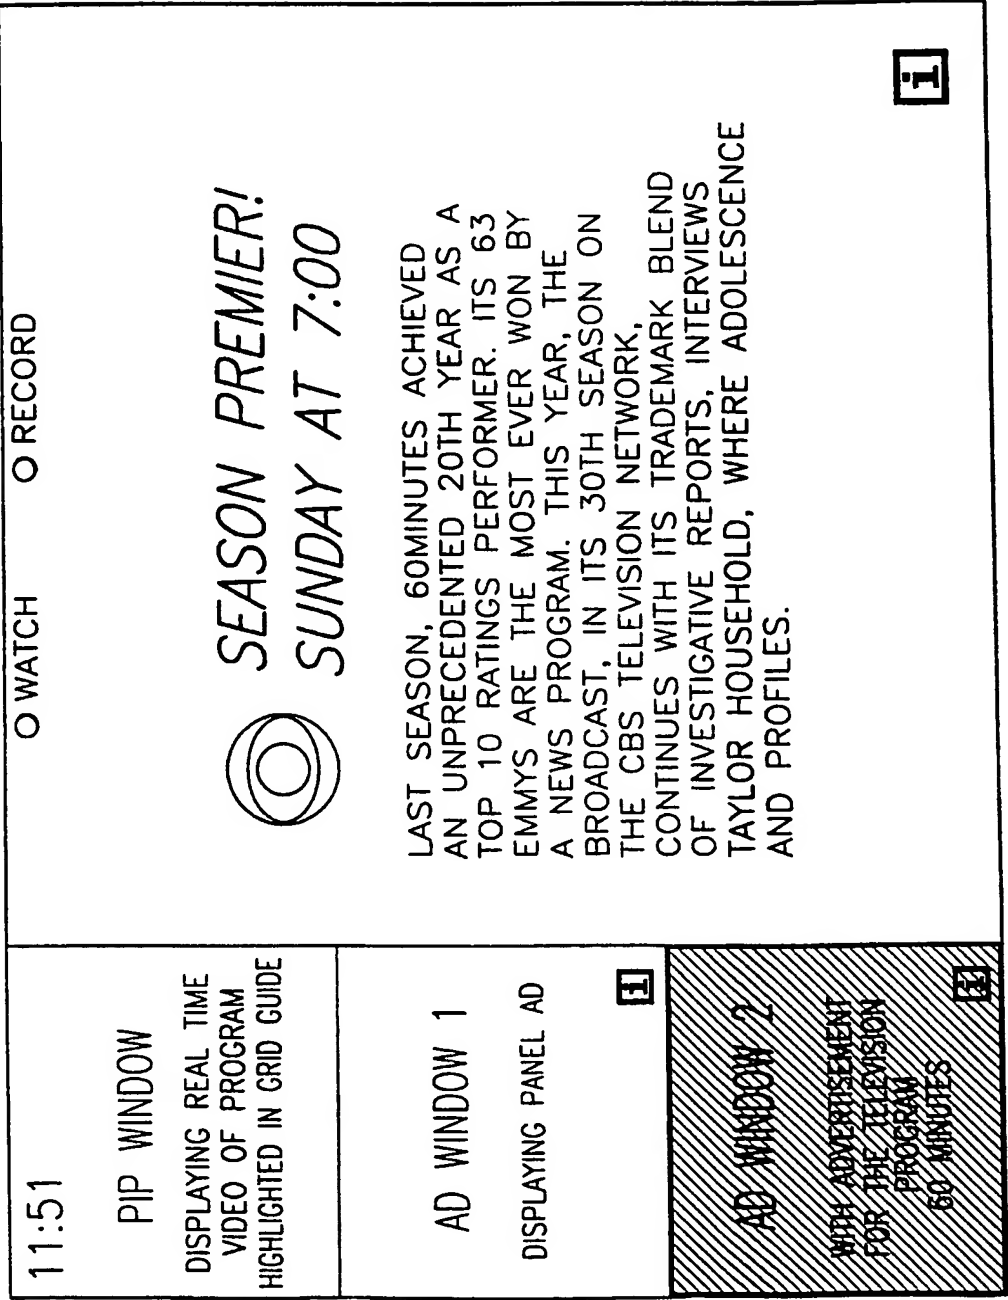 11:51
PIP WINDOW
DISPLAYING REAL TIME
VIDEO OF PROGRAM
HIGHLIGHTED IN GRID GUIDE
AD WINDOW 1
DISPLAYING PANEL AD
i
AD WINDOW 2
WITH ADVERTISEMENT
FOR THE TELEVISION
PROGRAM
60 MINUTES
i
O WATCH O RECORD
SEASON PREMIER!
SUNDAY AT 7:00
LAST SEASON, 60MINUTES ACHIEVED
AN UNPRECEDENTED 20TH YEAR AS A
TOP 10 RATINGS PERFORMER. ITS 63
EMMYS ARE THE MOST EVER WON BY
A NEWS PROGRAM. THIS YEAR, THE
BROADCAST, IN ITS 30TH SEASON ON
THE CBS TELEVISION NETWORK,
CONTINUES WITH ITS TRADEMARK BLEND
OF INVESTIGATIVE REPORTS, INTERVIEWS
TAYLOR HOUSEHOLD, WHERE ADOLESCENCE
AND PROFILES.
i